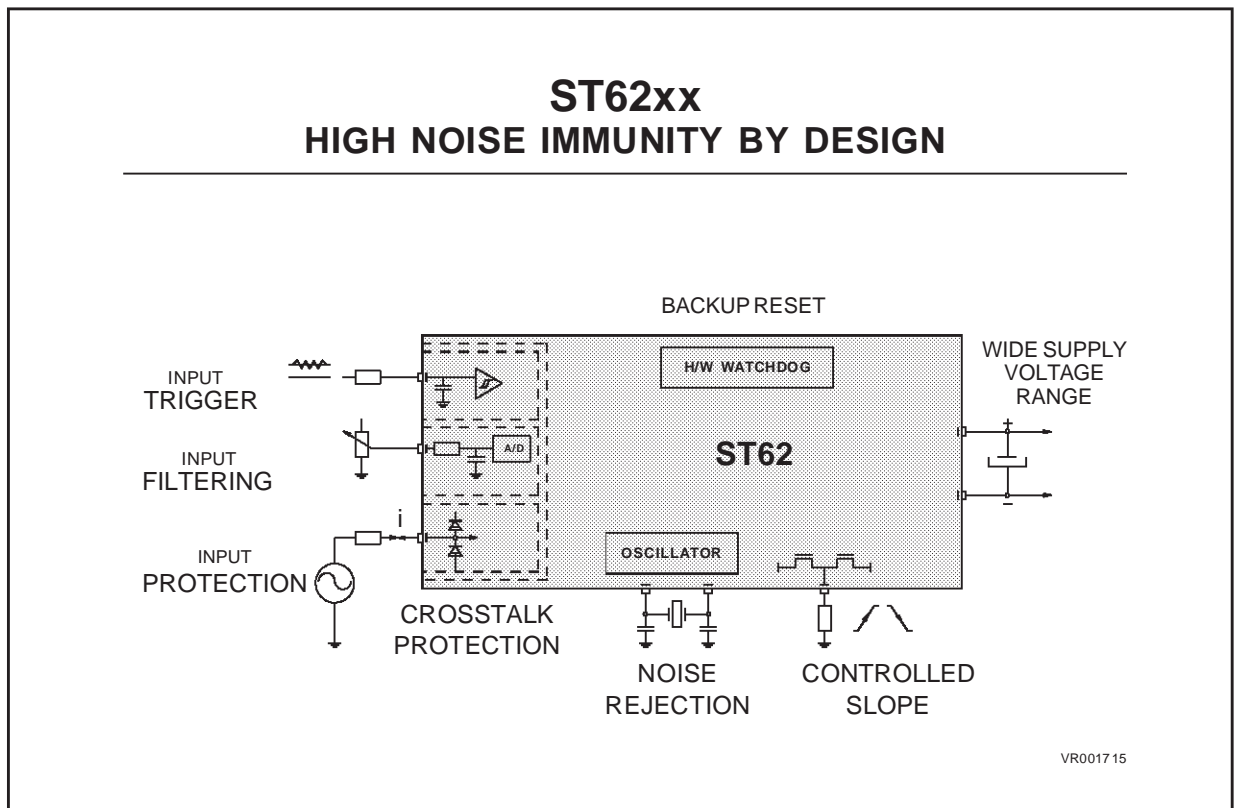 ST62xx
HIGH NOISE IMMUNITY BY DESIGN
BACKUP RESET
H/W WATCHDOG
WIDE SUPPLY
VOLTAGE
RANGE
INPUT
TRIGGER
INPUT
FILTERING
A/D
ST62
+
−
i
INPUT
PROTECTION
OSCILLATOR
CROSSTALK
PROTECTION
NOISE
REJECTION
CONTROLLED
SLOPE
VR001715